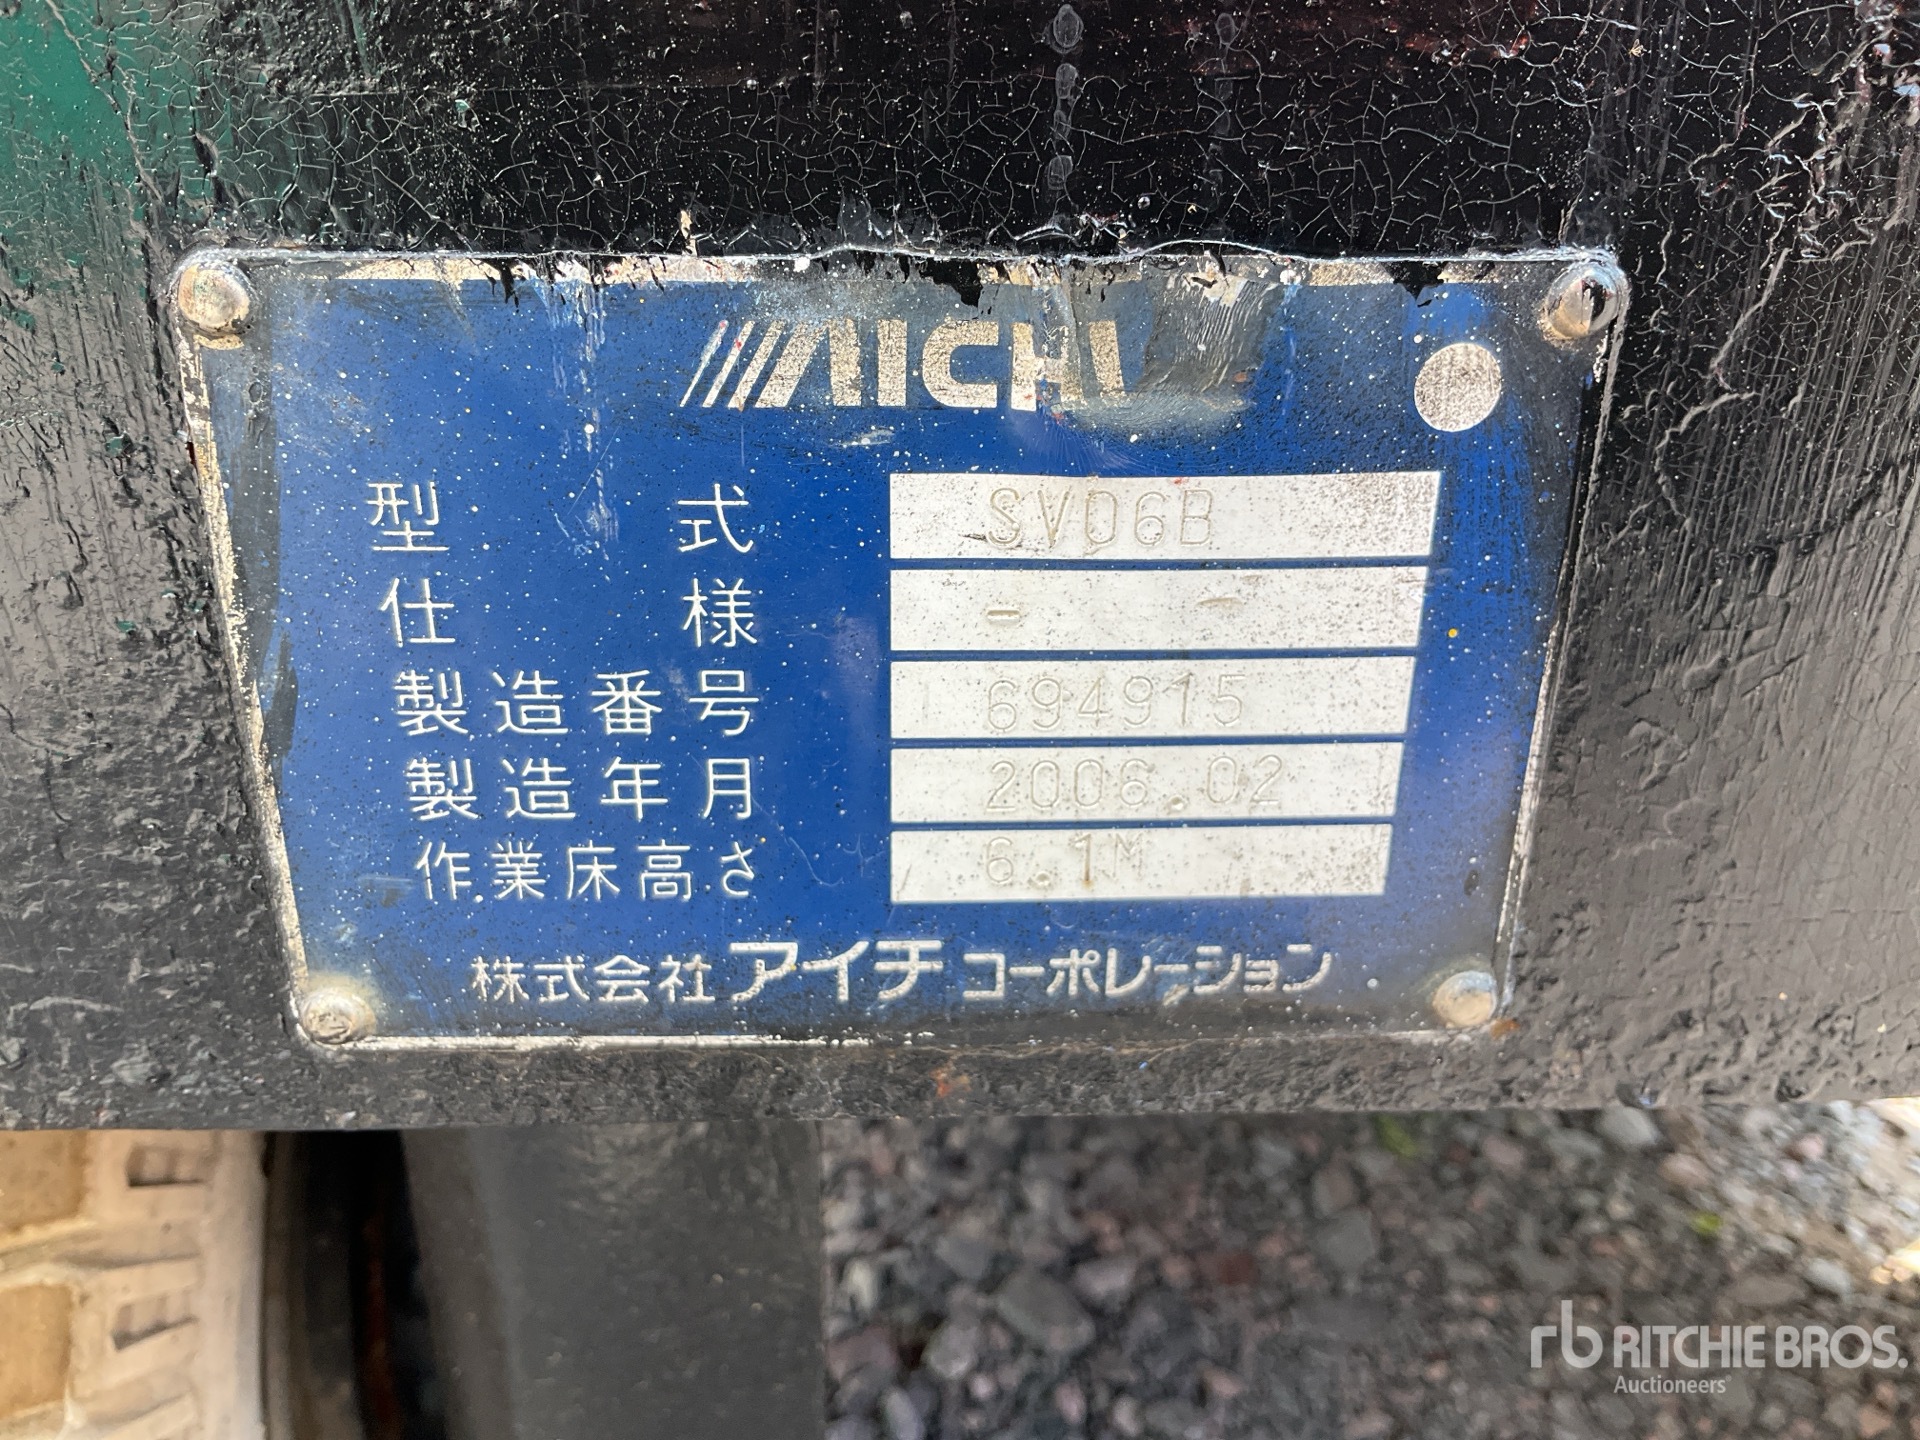 AICHI
型式 SV06B
仕様 - -
製造番号 694915
製造年月 2006.02
作業床高さ 6.1M
株式会社アイチコーポレーション
rb RITCHIE BROS.
Auctioneers